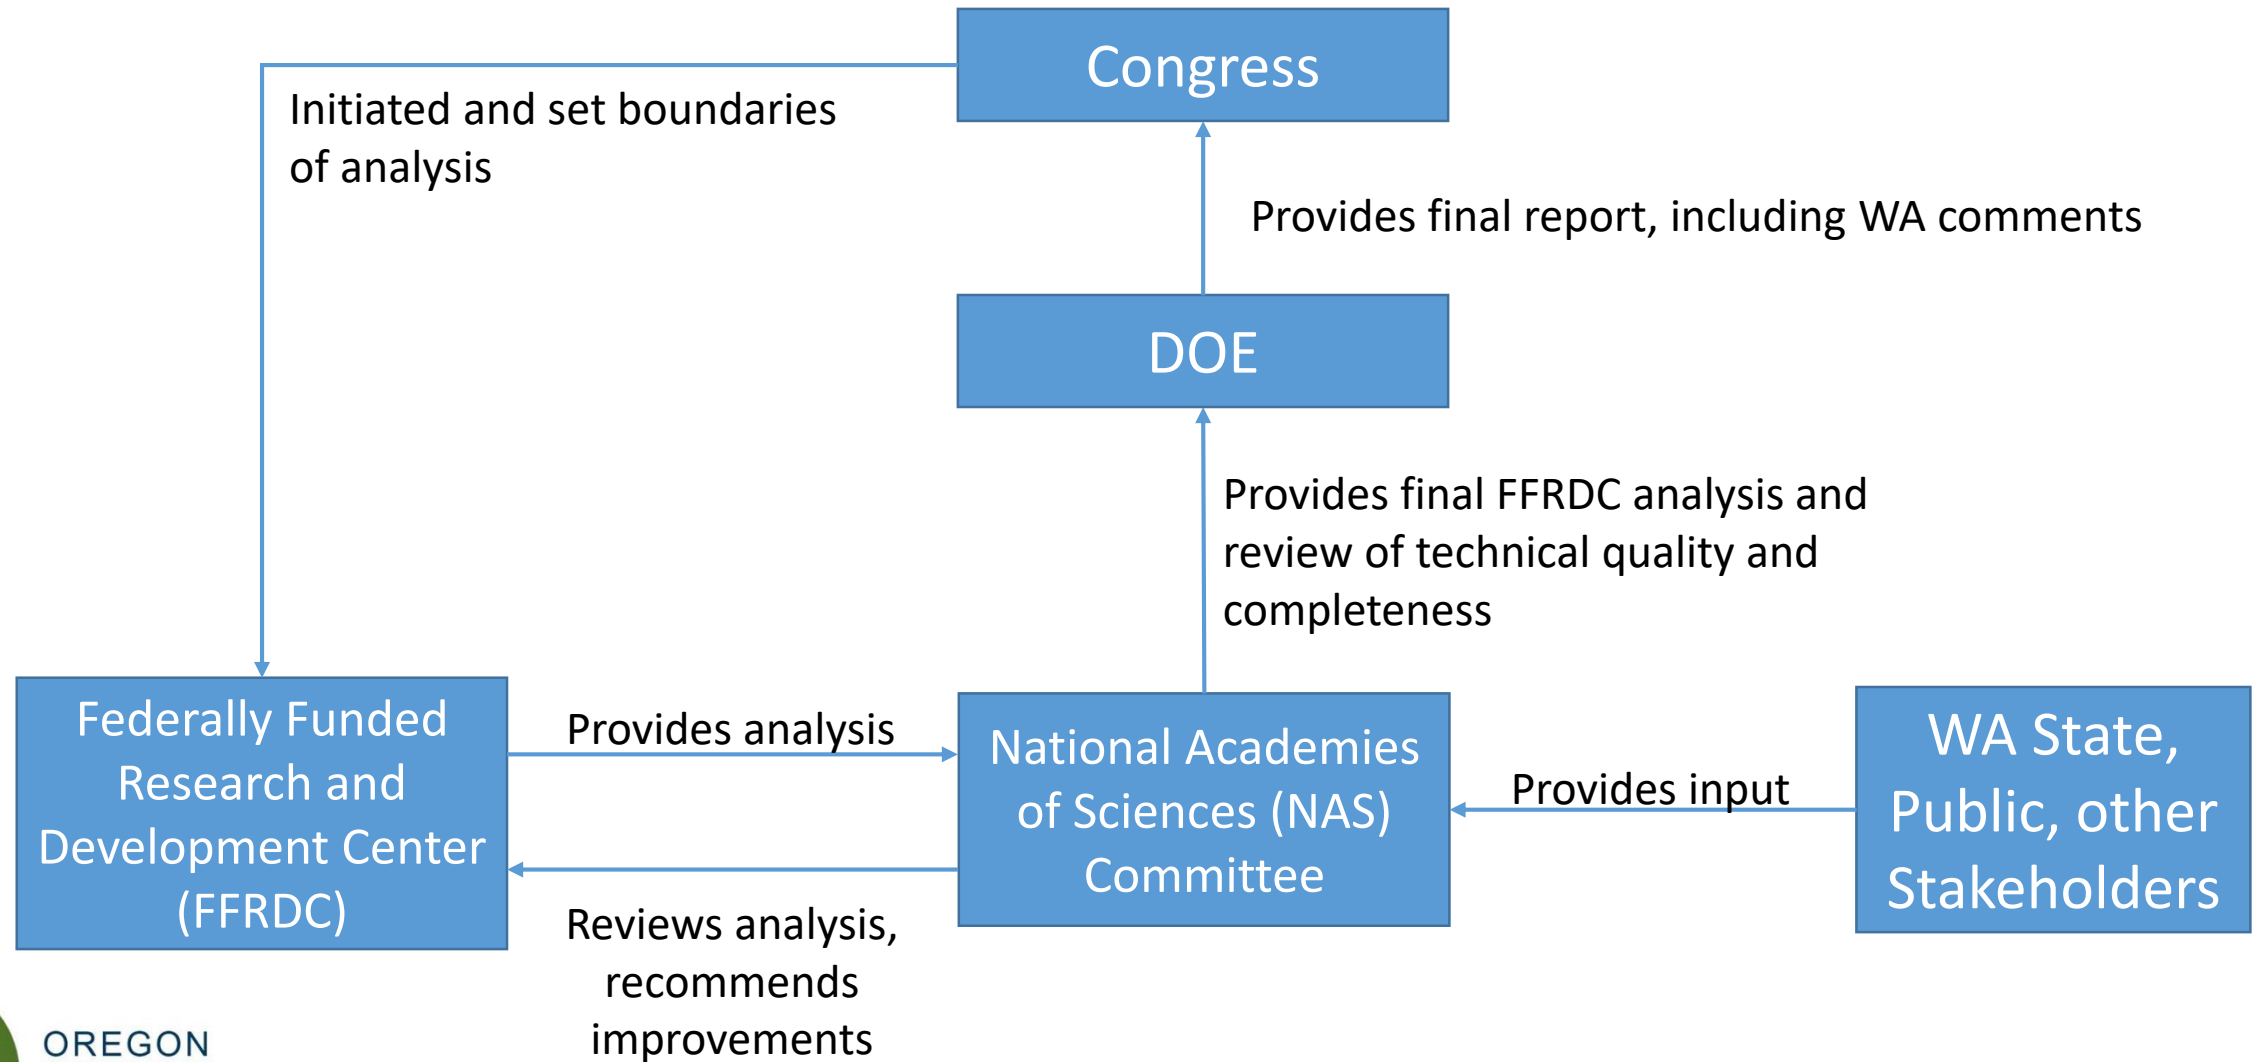 Congress
Initiated and set boundaries
of analysis
Provides final report, including WA comments
DOE
Provides final FFRDC analysis and
review of technical quality and
completeness
Federally Funded
Research and
Development Center
(FFRDC)
Provides analysis
National Academies
of Sciences (NAS)
Committee
Provides input
WA State,
Public, other
Stakeholders
Reviews analysis,
recommends
improvements
OREGON